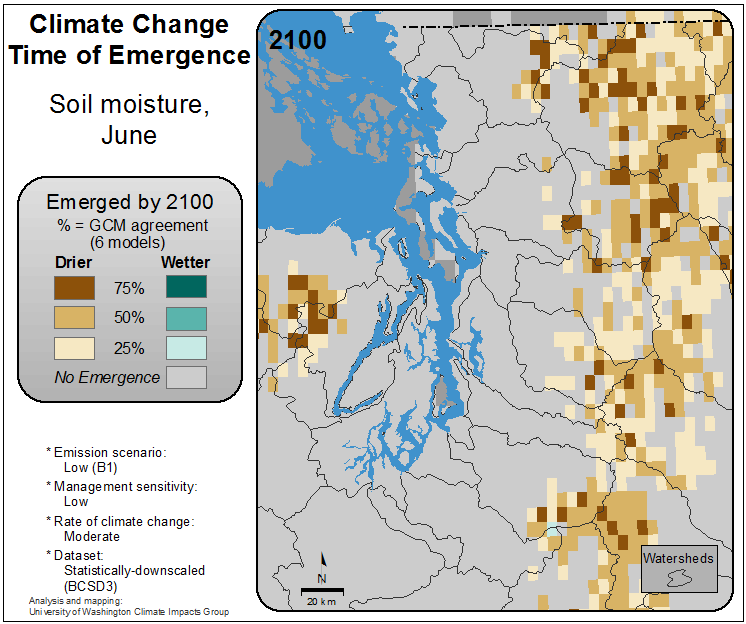 Climate Change
Time of Emergence
Soil moisture,
June
Emerged by 2100
% = GCM agreement
(6 models)
Drier Wetter
75%
50%
25%
No Emergence
* Emission scenario:
Low (B1)
* Management sensitivity:
Low
* Rate of climate change:
Moderate
* Dataset:
Statistically-downscaled
(BCSD3)
Analysis and mapping:
University of Washington Climate Impacts Group
2100
N
20 km
Watersheds